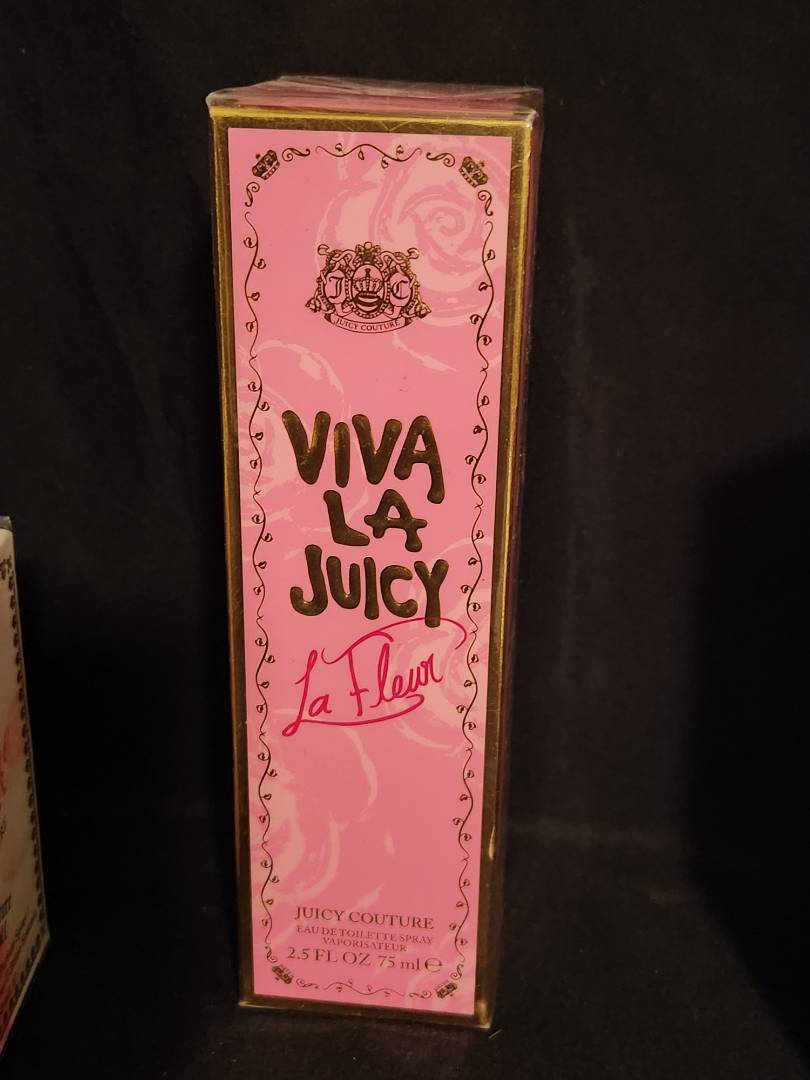 J C
JUICY COUTURE
VIVA
LA
JUICY
La Fleur
JUICY COUTURE
EAU DE TOILETTE SPRAY
VAPORISATEUR
2.5 FL OZ 75 ml ℮